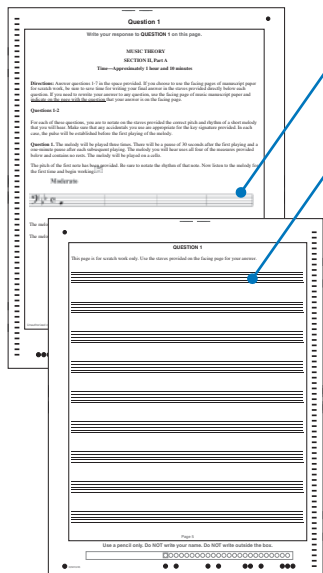 Question 1
Write your response to QUESTION 1 on this page.
MUSIC THEORY
SECTION II, Part A
Time—Approximately 1 hour and 10 minutes
Directions: Answer questions 1-7 in the space provided. If you choose to use the facing pages of manuscript paper
for scratch work, be sure to save time for writing your final answer in the staves provided directly below each
question. If you need to rewrite your answer to any question, use the facing page of music manuscript paper and
indicate on the page with the question that your answer is on the facing page.
Questions 1-2
For each of these questions, you are to notate on the staves provided the correct pitch and rhythm of a short melody
that you will hear. Make sure that any accidentals you use are appropriate for the key signature provided. In each
case, the pulse will be established before the first playing of the melody.
Question 1. The melody will be played three times. There will be a pause of 30 seconds after the first playing and a
one-minute pause after each subsequent playing. The melody you will hear uses all four of the measures provided
below and contains no rests. The melody will be played on a cello.
The pitch of the first note has been provided. Be sure to notate the rhythm of that note. Now listen to the melody for
the first time and begin working.
Moderato
The melo
The melo
QUESTION 1
This page is for scratch work only. Use the staves provided on the facing page for your answer.
Use a pencil only. Do NOT write your name. Do NOT write outside the box.